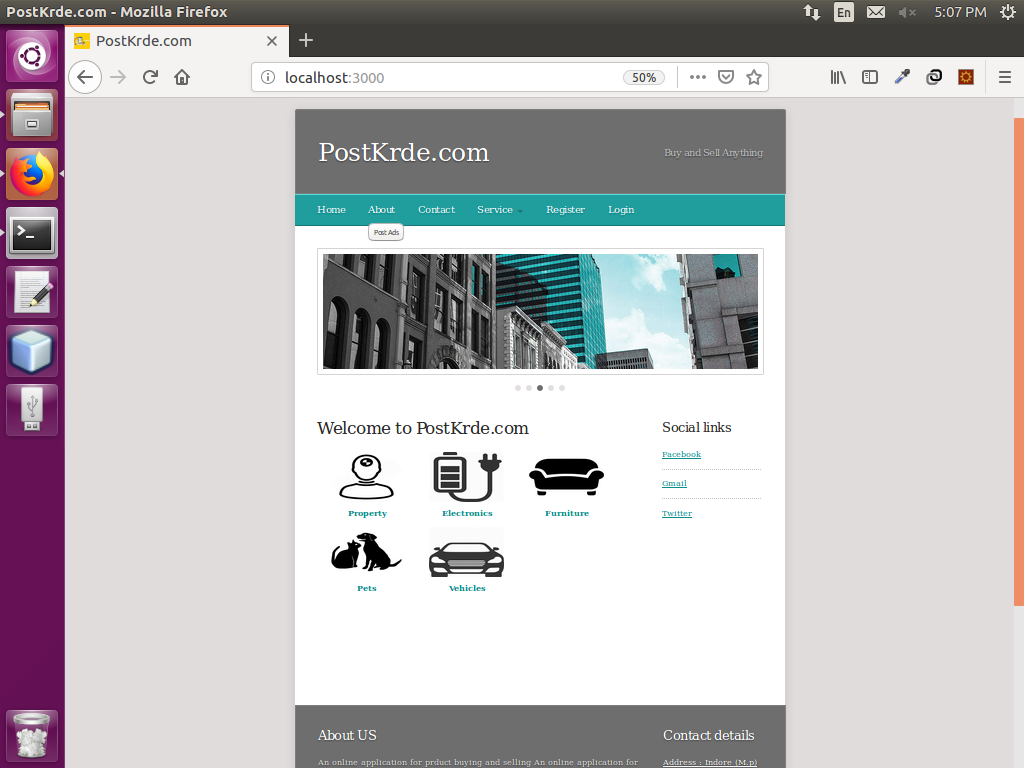 PostKrde.com - Mozilla Firefox
En
5:07 PM
PostKrde.com
localhost:3000
50%
PostKrde.com
Buy and Sell Anything
Home About Contact Service Register Login
Post Ads
Welcome to PostKrde.com
Social links
Facebook
Gmail
Twitter
Property Electronics Furniture
Pets Vehicles
About US
Contact details
An online application for prduct buying and selling An online application for
Address : Indore (M.p)